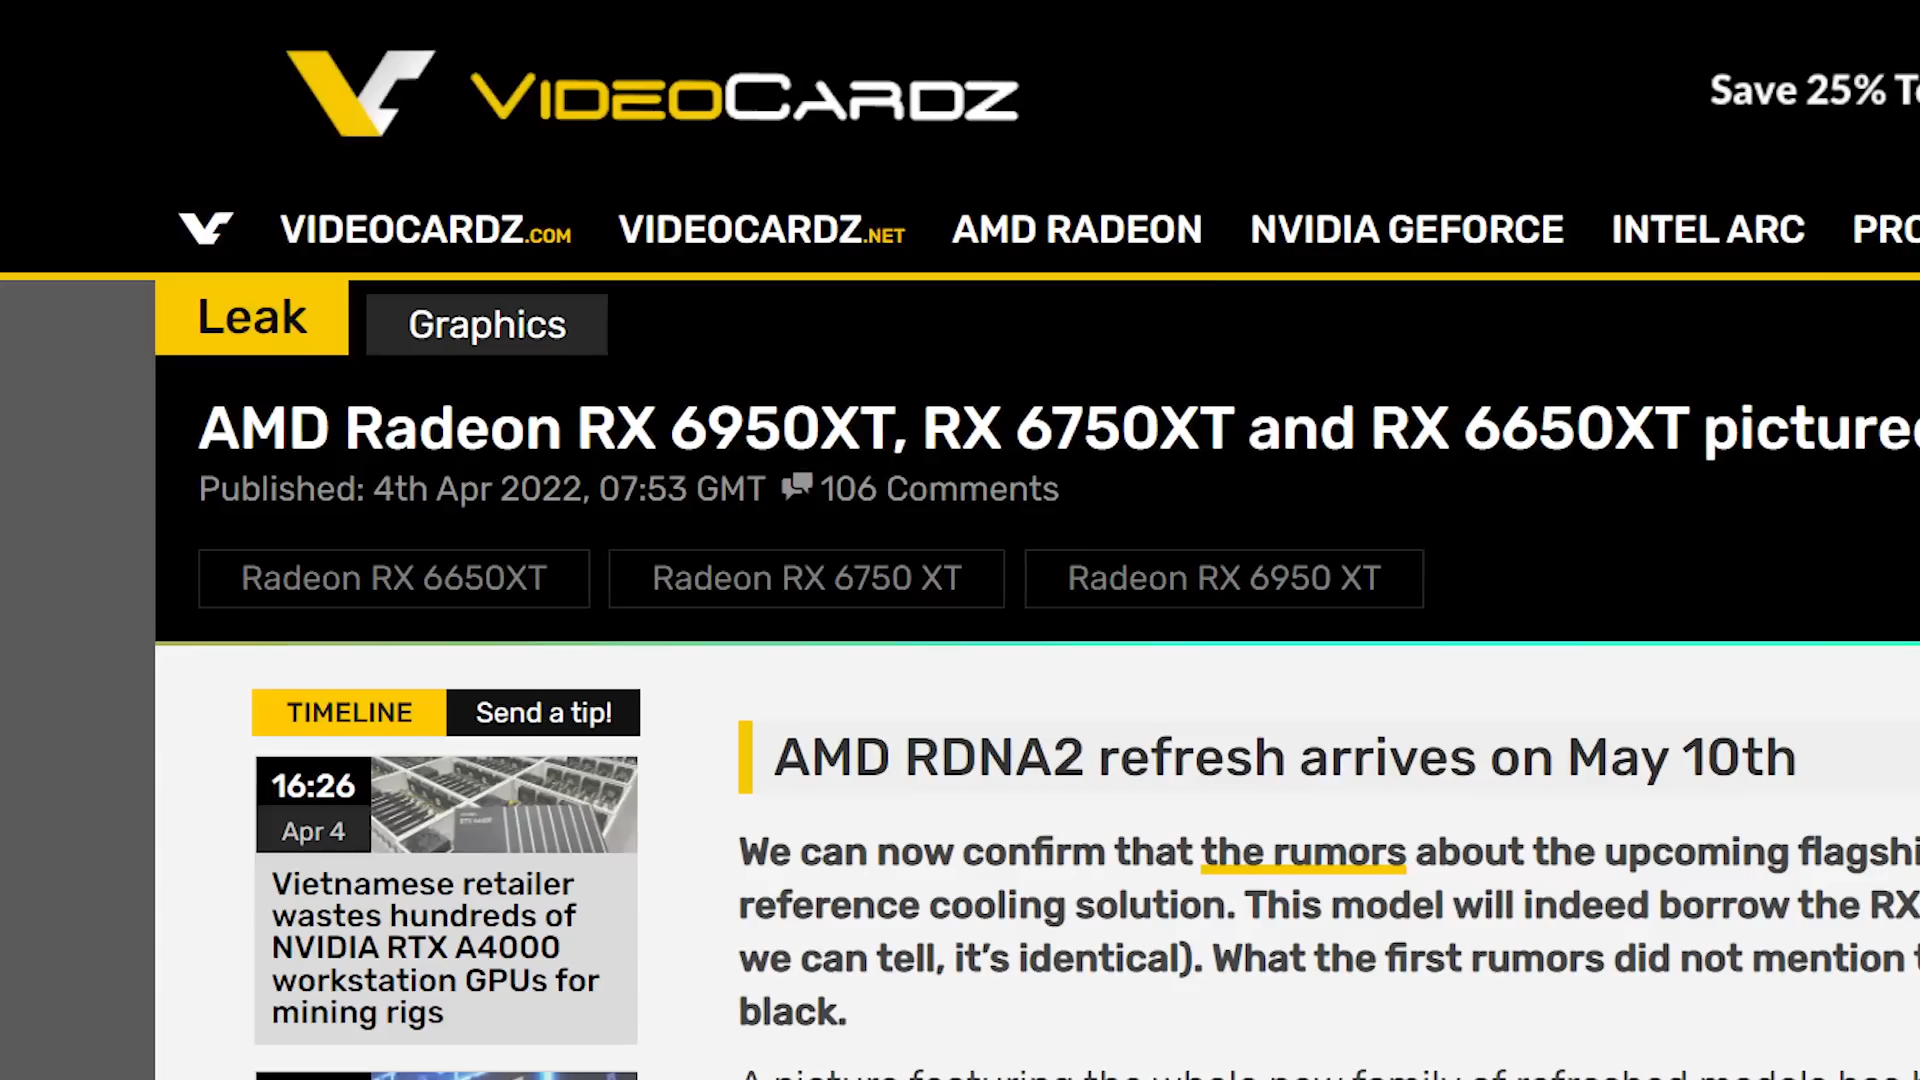 VIDEOCARDZ
Save 25%
VIDEOCARDZ.COM VIDEOCARDZ.NET AMD RADEON NVIDIA GEFORCE INTEL ARC
Leak
Graphics
AMD Radeon RX 6950XT, RX 6750XT and RX 6650XT
Published: 4th Apr 2022, 07:53 GMT 106 Comments
Radeon RX 6650XT Radeon RX 6750 XT Radeon RX 6950 XT
TIMELINE Send a tip!
16:26
Apr 4
Vietnamese retailer
wastes hundreds of
NVIDIA RTX A4000
workstation GPUs for
mining rigs
AMD RDNA2 refresh arrives on May 10th
We can now confirm that the rumors about the upcoming
reference cooling solution. This model will indeed borrow the RX
we can tell, it’s identical). What the first rumors did not mention
black.